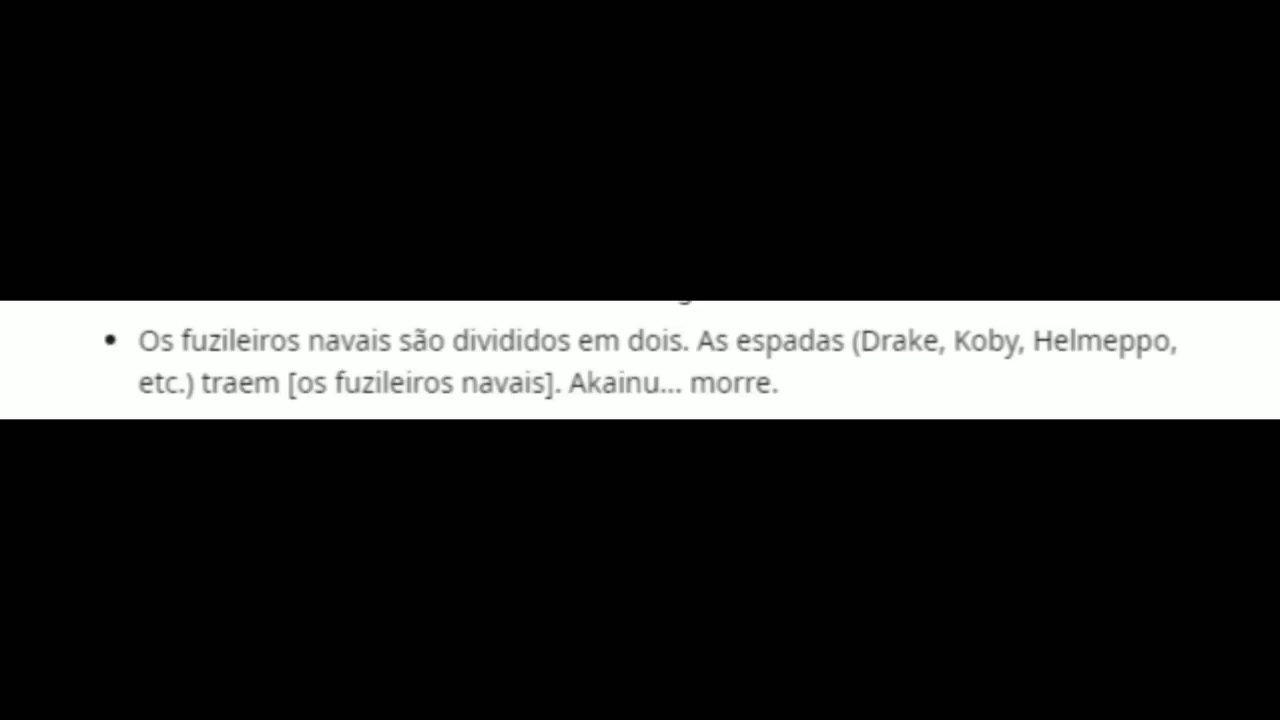 • Os fuzileiros navais são divididos em dois. As espadas (Drake, Koby, Helmeppo,
etc.) traem [os fuzileiros navais]. Akainu... morre.